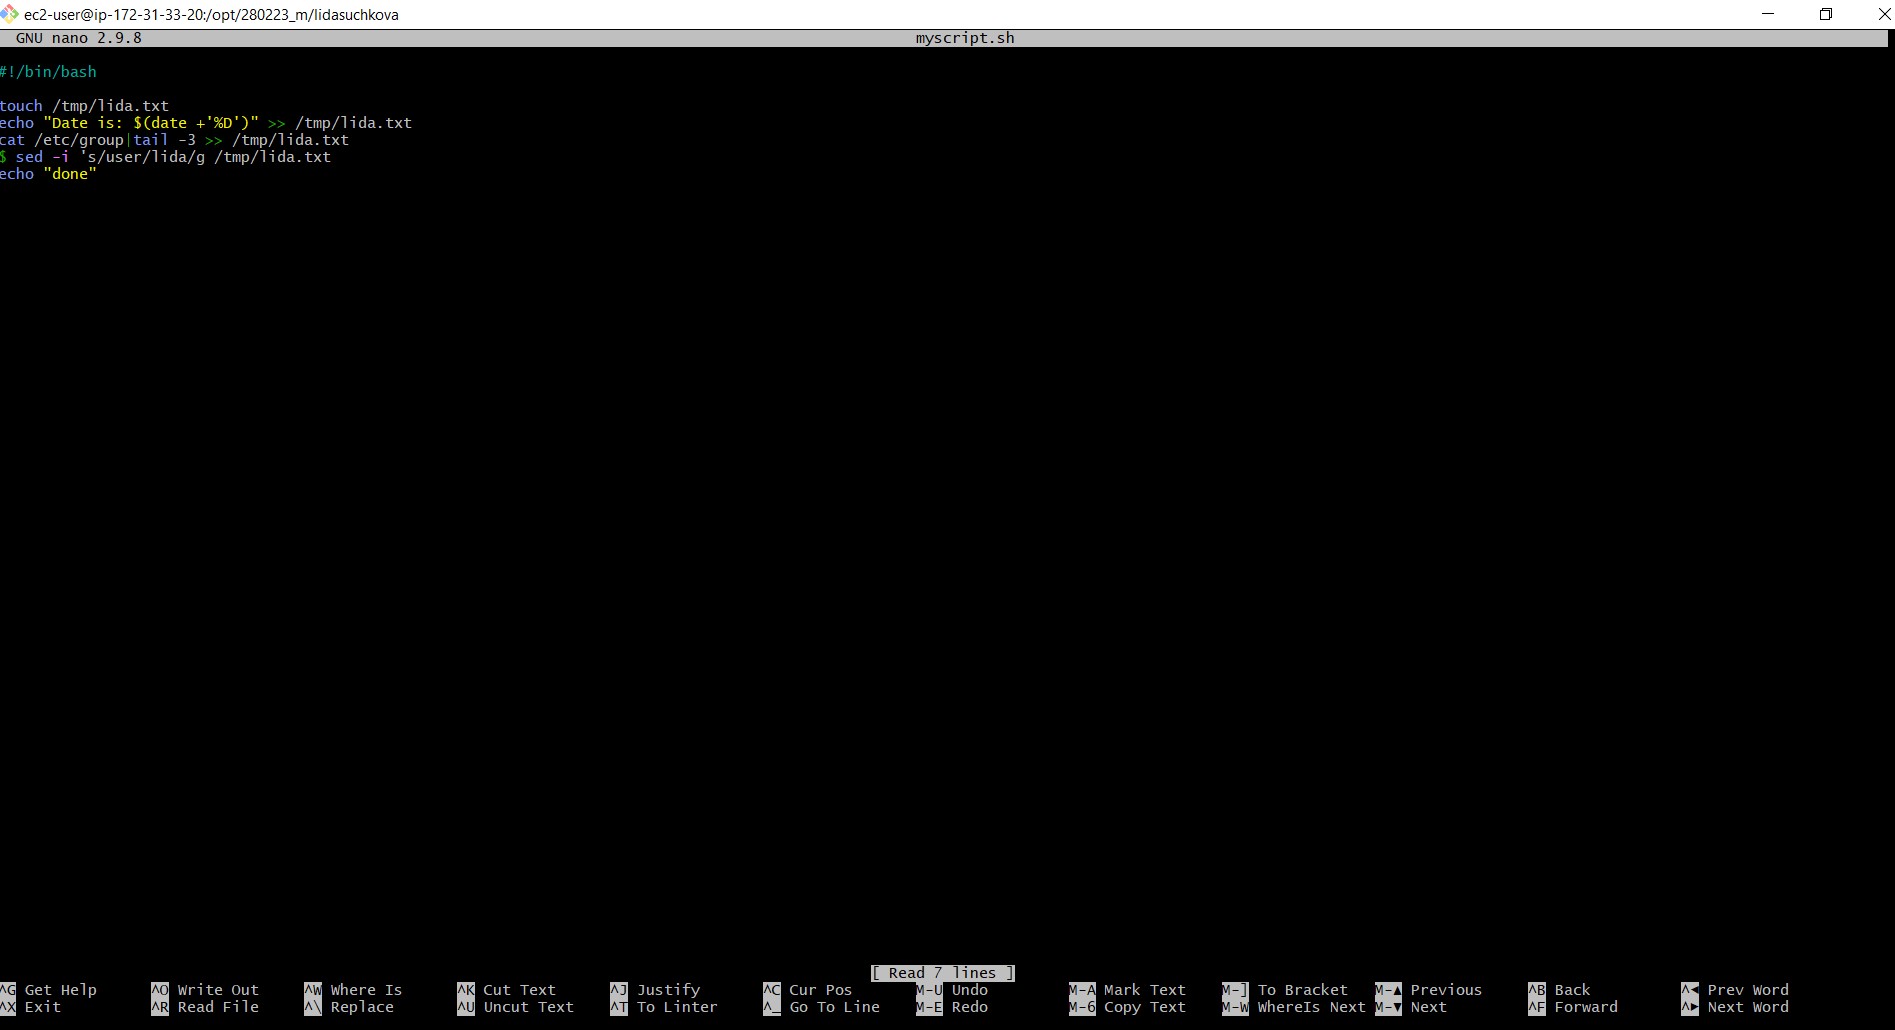 ec2-user@ip-172-31-33-20:/opt/280223_m/lidasuchkova
GNU nano 2.9.8 myscript.sh
#!/bin/bash
touch /tmp/lida.txt
echo "Date is: $(date +'%D')" >> /tmp/lida.txt
cat /etc/group|tail -3 >> /tmp/lida.txt
$ sed -i 's/user/lida/g /tmp/lida.txt
echo "done"
[ Read 7 lines ]
^G Get Help ^O Write Out ^W Where Is ^K Cut Text ^J Justify ^C Cur Pos M-U Undo M-A Mark Text M-] To Bracket M-▲ Previous ^B Back ^◄ Prev Word
^X Exit ^R Read File ^\ Replace ^U Uncut Text ^T To Linter ^_ Go To Line M-E Redo M-6 Copy Text M-W WhereIs Next M-▼ Next ^F Forward ^► Next Word